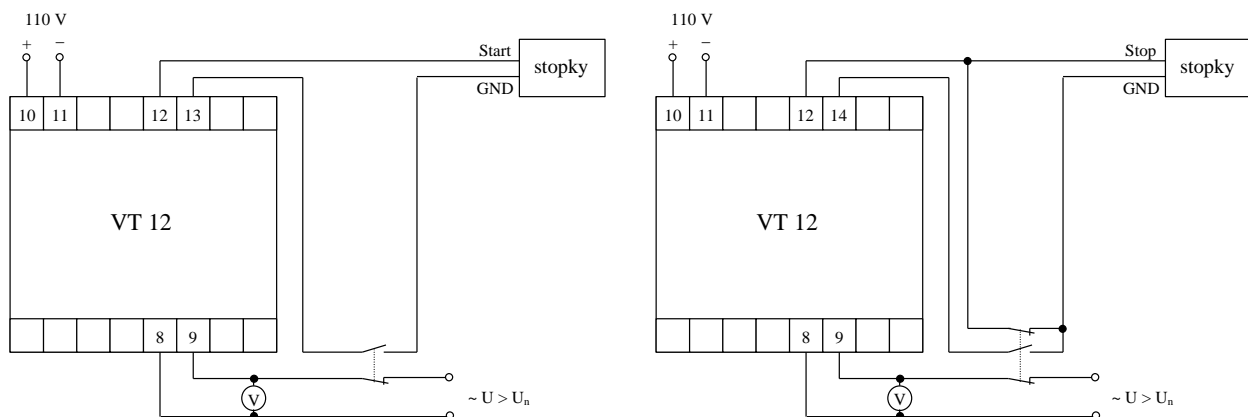 110 V
+ −
Start
stopky
GND
10 11 12 13
VT 12
8 9
V
~ U > Uₙ
110 V
+ −
Stop
stopky
GND
10 11 12 14
VT 12
8 9
V
~ U > Uₙ